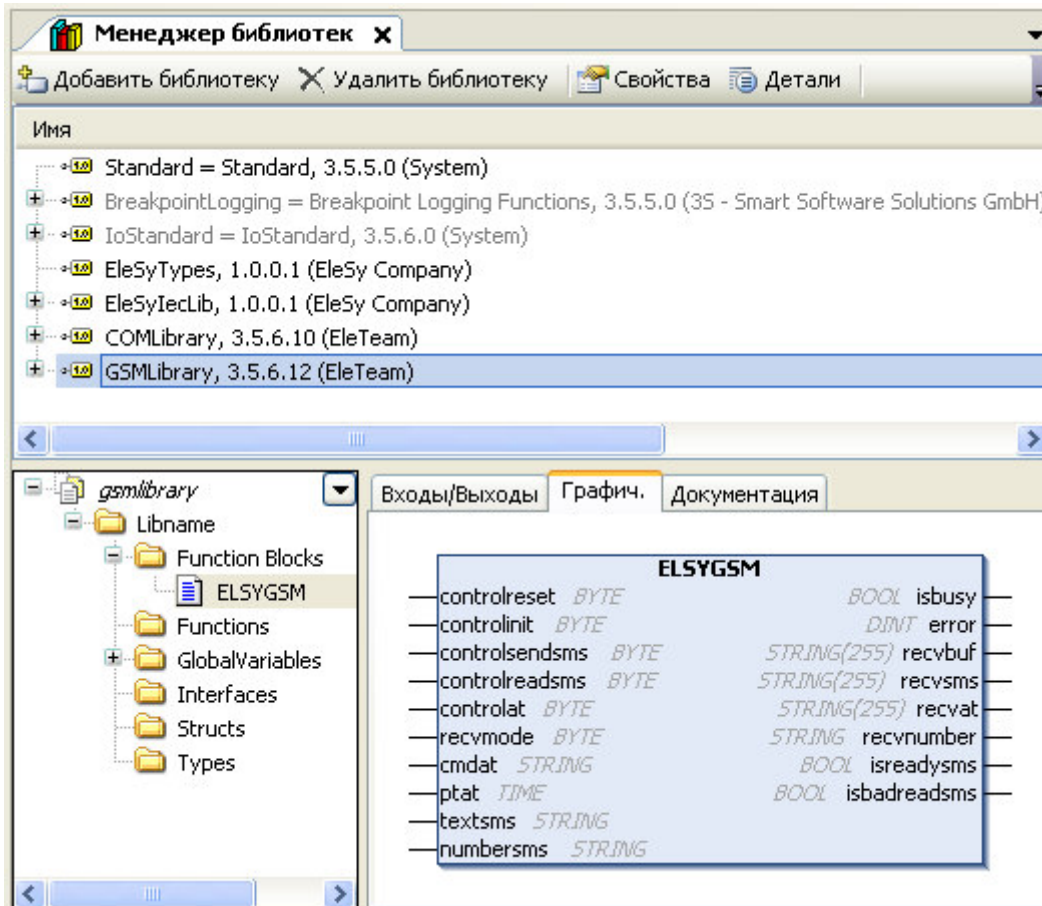 Менеджер библиотек
Добавить библиотеку Удалить библиотеку Свойства Детали
Имя
Standard = Standard, 3.5.5.0 (System)
BreakpointLogging = Breakpoint Logging Functions, 3.5.5.0 (3S - Smart Software Solutions GmbH)
IoStandard = IoStandard, 3.5.6.0 (System)
EleSyTypes, 1.0.0.1 (EleSy Company)
EleSyIecLib, 1.0.0.1 (EleSy Company)
COMLibrary, 3.5.6.10 (EleTeam)
GSMLibrary, 3.5.6.12 (EleTeam)
gsmlibrary
Libname
Function Blocks
ELSYGSM
Functions
GlobalVariables
Interfaces
Structs
Types
Входы/Выходы Графич. Документация
ELSYGSM
controlreset BYTE BOOL isbusy
controlinit BYTE DINT error
controlsendsms BYTE STRING(255) recvbuf
controlreadsms BYTE STRING(255) recvsms
controlat BYTE STRING(255) recvat
recvmode BYTE STRING recvnumber
cmdat STRING BOOL isreadysms
ptat TIME BOOL isbadreadsms
textsms STRING
numbersms STRING